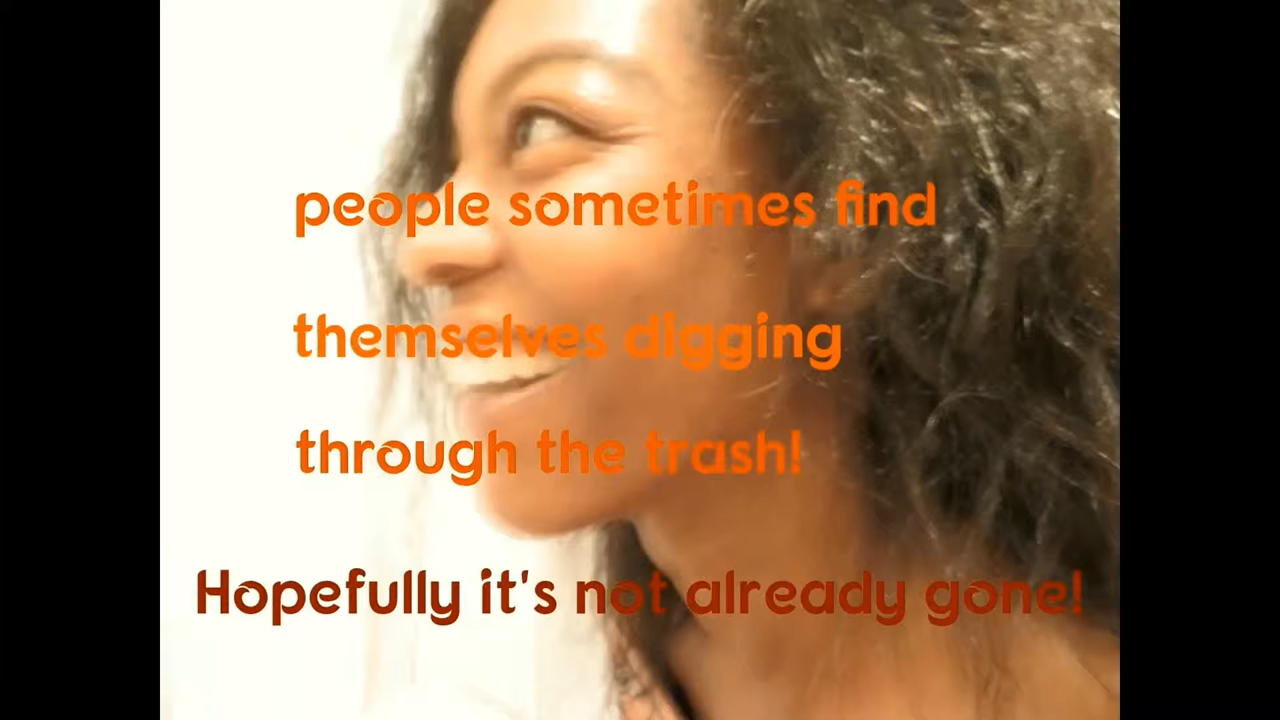 people sometimes find
themselves digging
through the trash!
Hopefully it's not already gone!